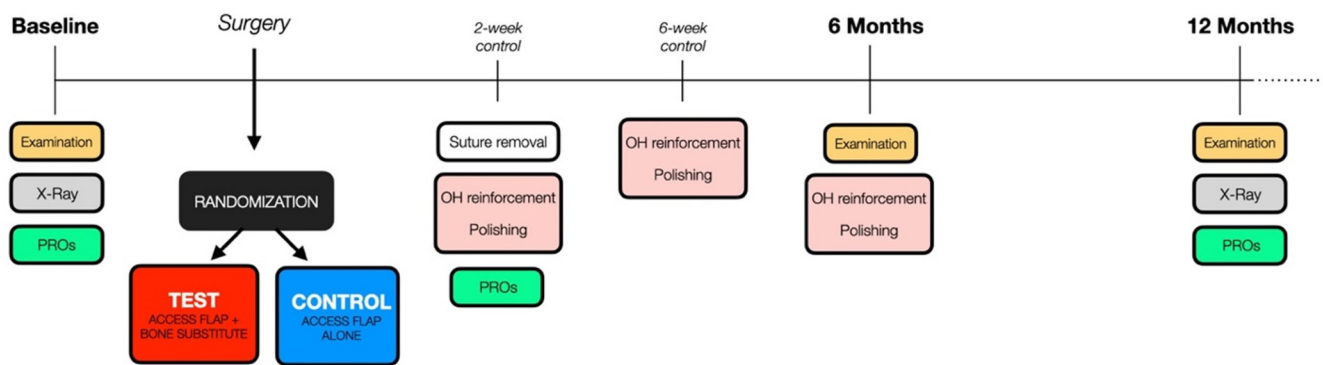 Baseline
Surgery
2-week
control
6-week
control
6 Months
12 Months
Examination
X-Ray
PROs
RANDOMIZATION
TEST
ACCESS FLAP +
BONE SUBSTITUTE
CONTROL
ACCESS FLAP
ALONE
Suture removal
OH reinforcement
Polishing
PROs
OH reinforcement
Polishing
Examination
OH reinforcement
Polishing
Examination
X-Ray
PROs